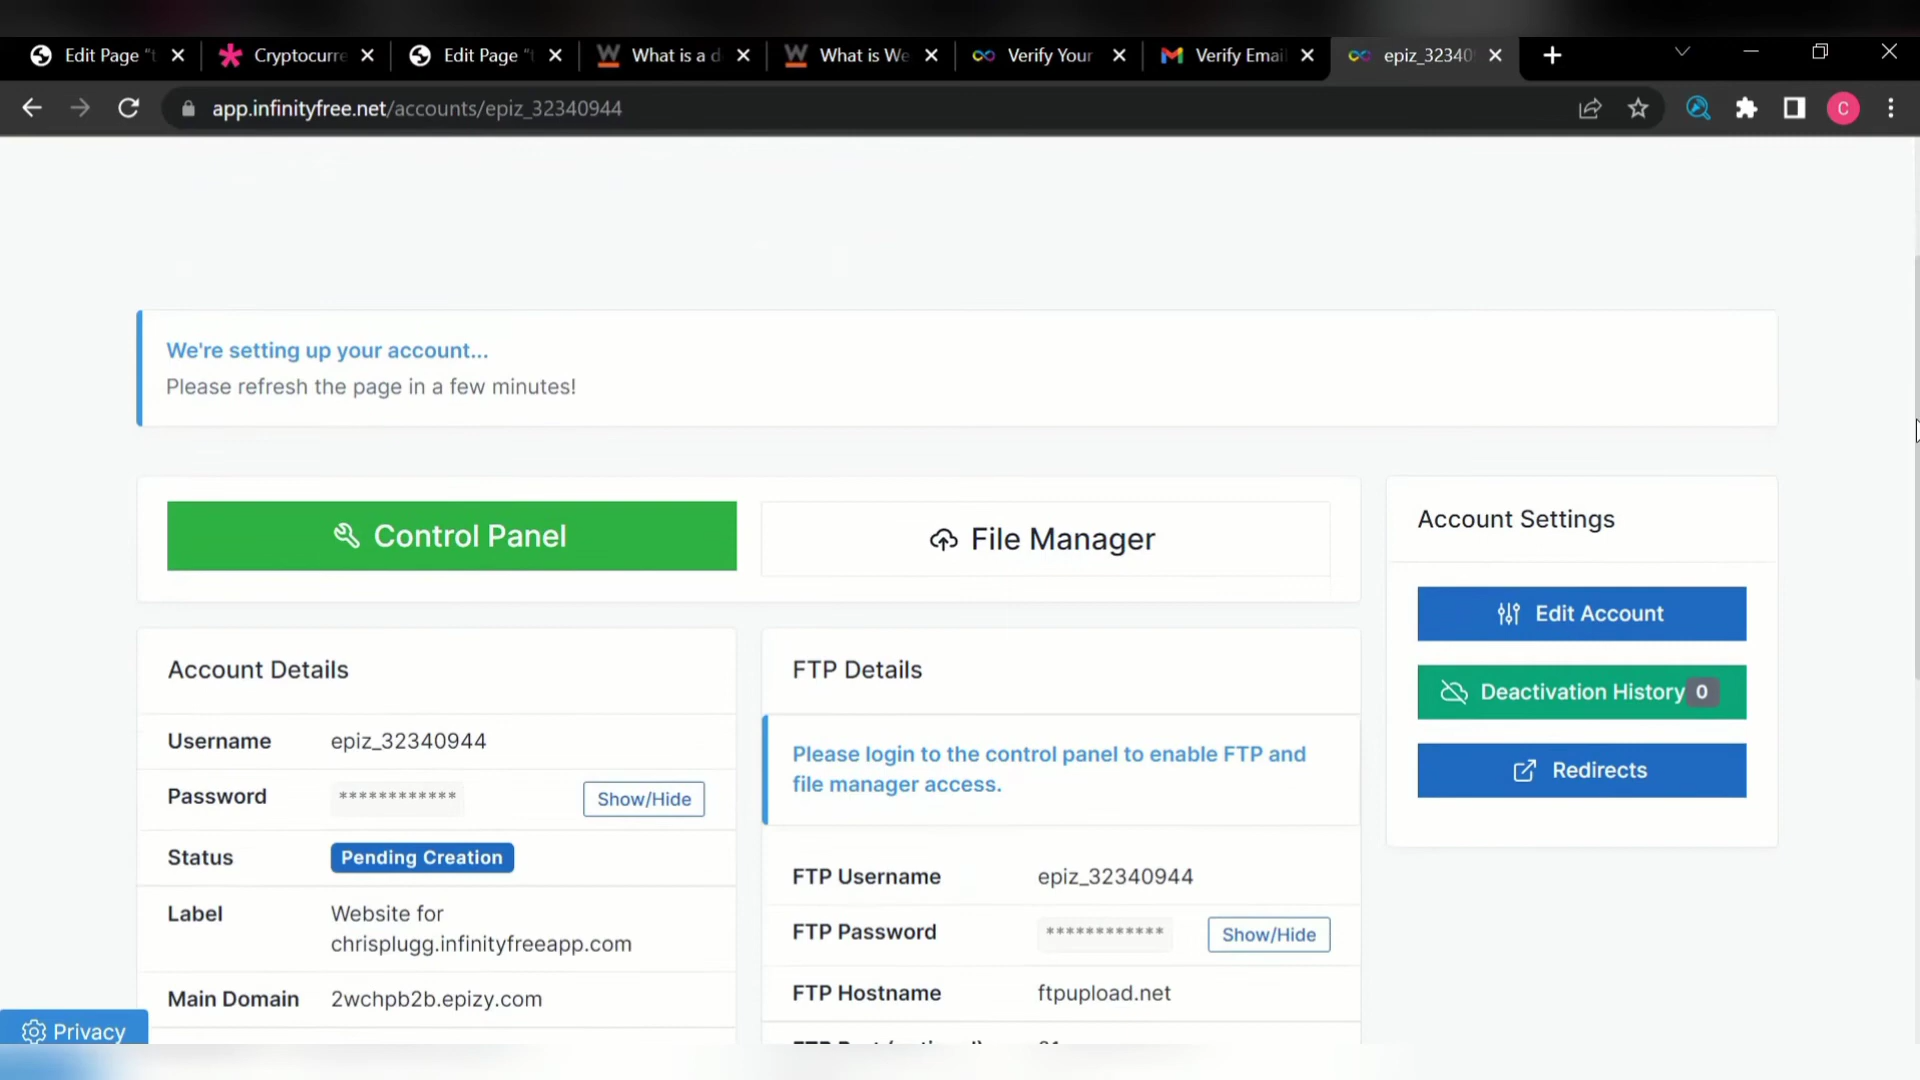 Edit Page "t
Cryptocurre
Edit Page "t
What is a d
What is We
Verify Your
Verify Emai
epiz_32340
app.infinityfree.net/accounts/epiz_32340944
C
We're setting up your account...
Please refresh the page in a few minutes!
Control Panel
File Manager
Account Settings
Edit Account
Deactivation History 0
Redirects
Account Details
Username epiz_32340944
Password ************ Show/Hide
Status Pending Creation
Label Website for
chrisplugg.infinityfreeapp.com
Main Domain 2wchpb2b.epizy.com
FTP Details
Please login to the control panel to enable FTP and
file manager access.
FTP Username epiz_32340944
FTP Password ************ Show/Hide
FTP Hostname ftpupload.net
Privacy